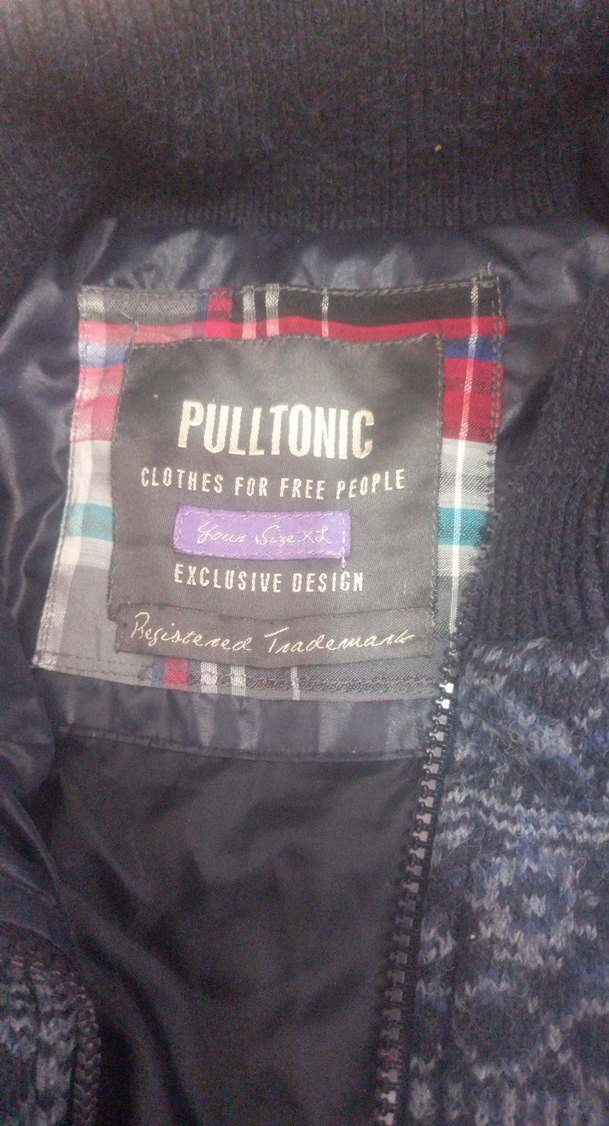 PULLTONIC
CLOTHES FOR FREE PEOPLE
Your Size: XL
EXCLUSIVE DESIGN
Registered Trademark